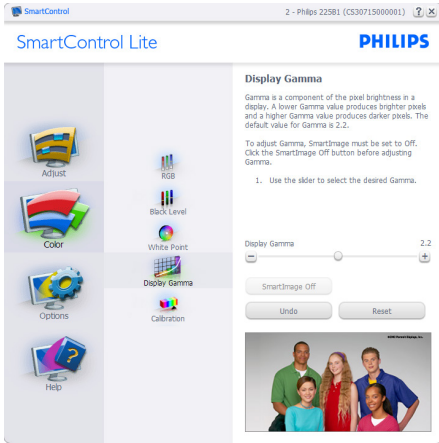 SmartControl
2 - Philips 225B1 (CS30715000001)
SmartControl Lite
PHILIPS
Adjust
Color
Options
Help
RGB
Black Level
White Point
Display Gamma
Calibration
Display Gamma
Gamma is a component of the pixel brightness in a
display. A lower Gamma value produces brighter pixels
and a higher Gamma value produces darker pixels. The
default value for Gamma is 2.2.
To adjust Gamma, SmartImage must be set to Off.
Click the SmartImage Off button before adjusting
Gamma.
1. Use the slider to select the desired Gamma.
Display Gamma 2.2
SmartImage Off
Undo Reset